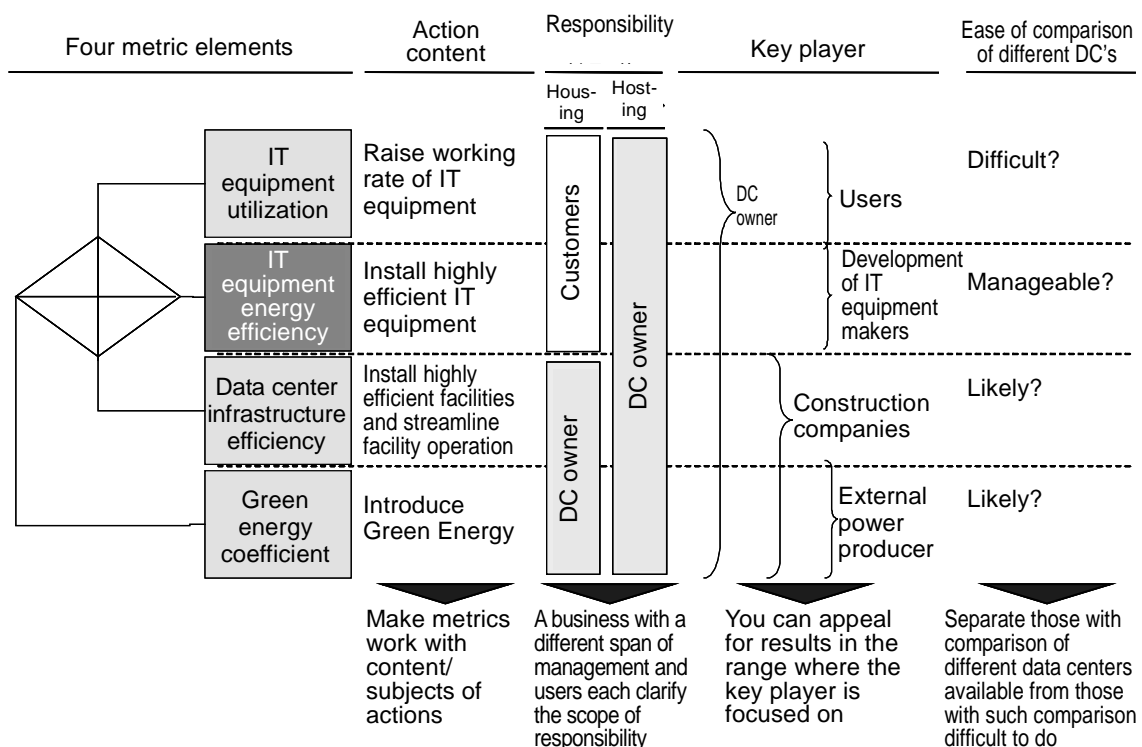 Four metric elements
Action
content
Responsibility
Key player
Ease of comparison
of different DC's
Hous-
ing
Host-
ing
IT
equipment
utilization
Raise working
rate of IT
equipment
Customers
DC owner
DC
owner
Users
Difficult?
IT
equipment
energy
efficiency
Install highly
efficient IT
equipment
Development
of IT
equipment
makers
Manageable?
Data center
infrastructure
efficiency
Install highly
efficient facilities
and streamline
facility operation
DC owner
Construction
companies
Likely?
Green
energy
coefficient
Introduce
Green Energy
External
power
producer
Likely?
Make metrics
work with
content/
subjects of
actions
A business with a
different span of
management and
users each clarify
the scope of
responsibility
You can appeal
for results in the
range where the
key player is
focused on
Separate those with
comparison of
different data centers
available from those
with such comparison
difficult to do